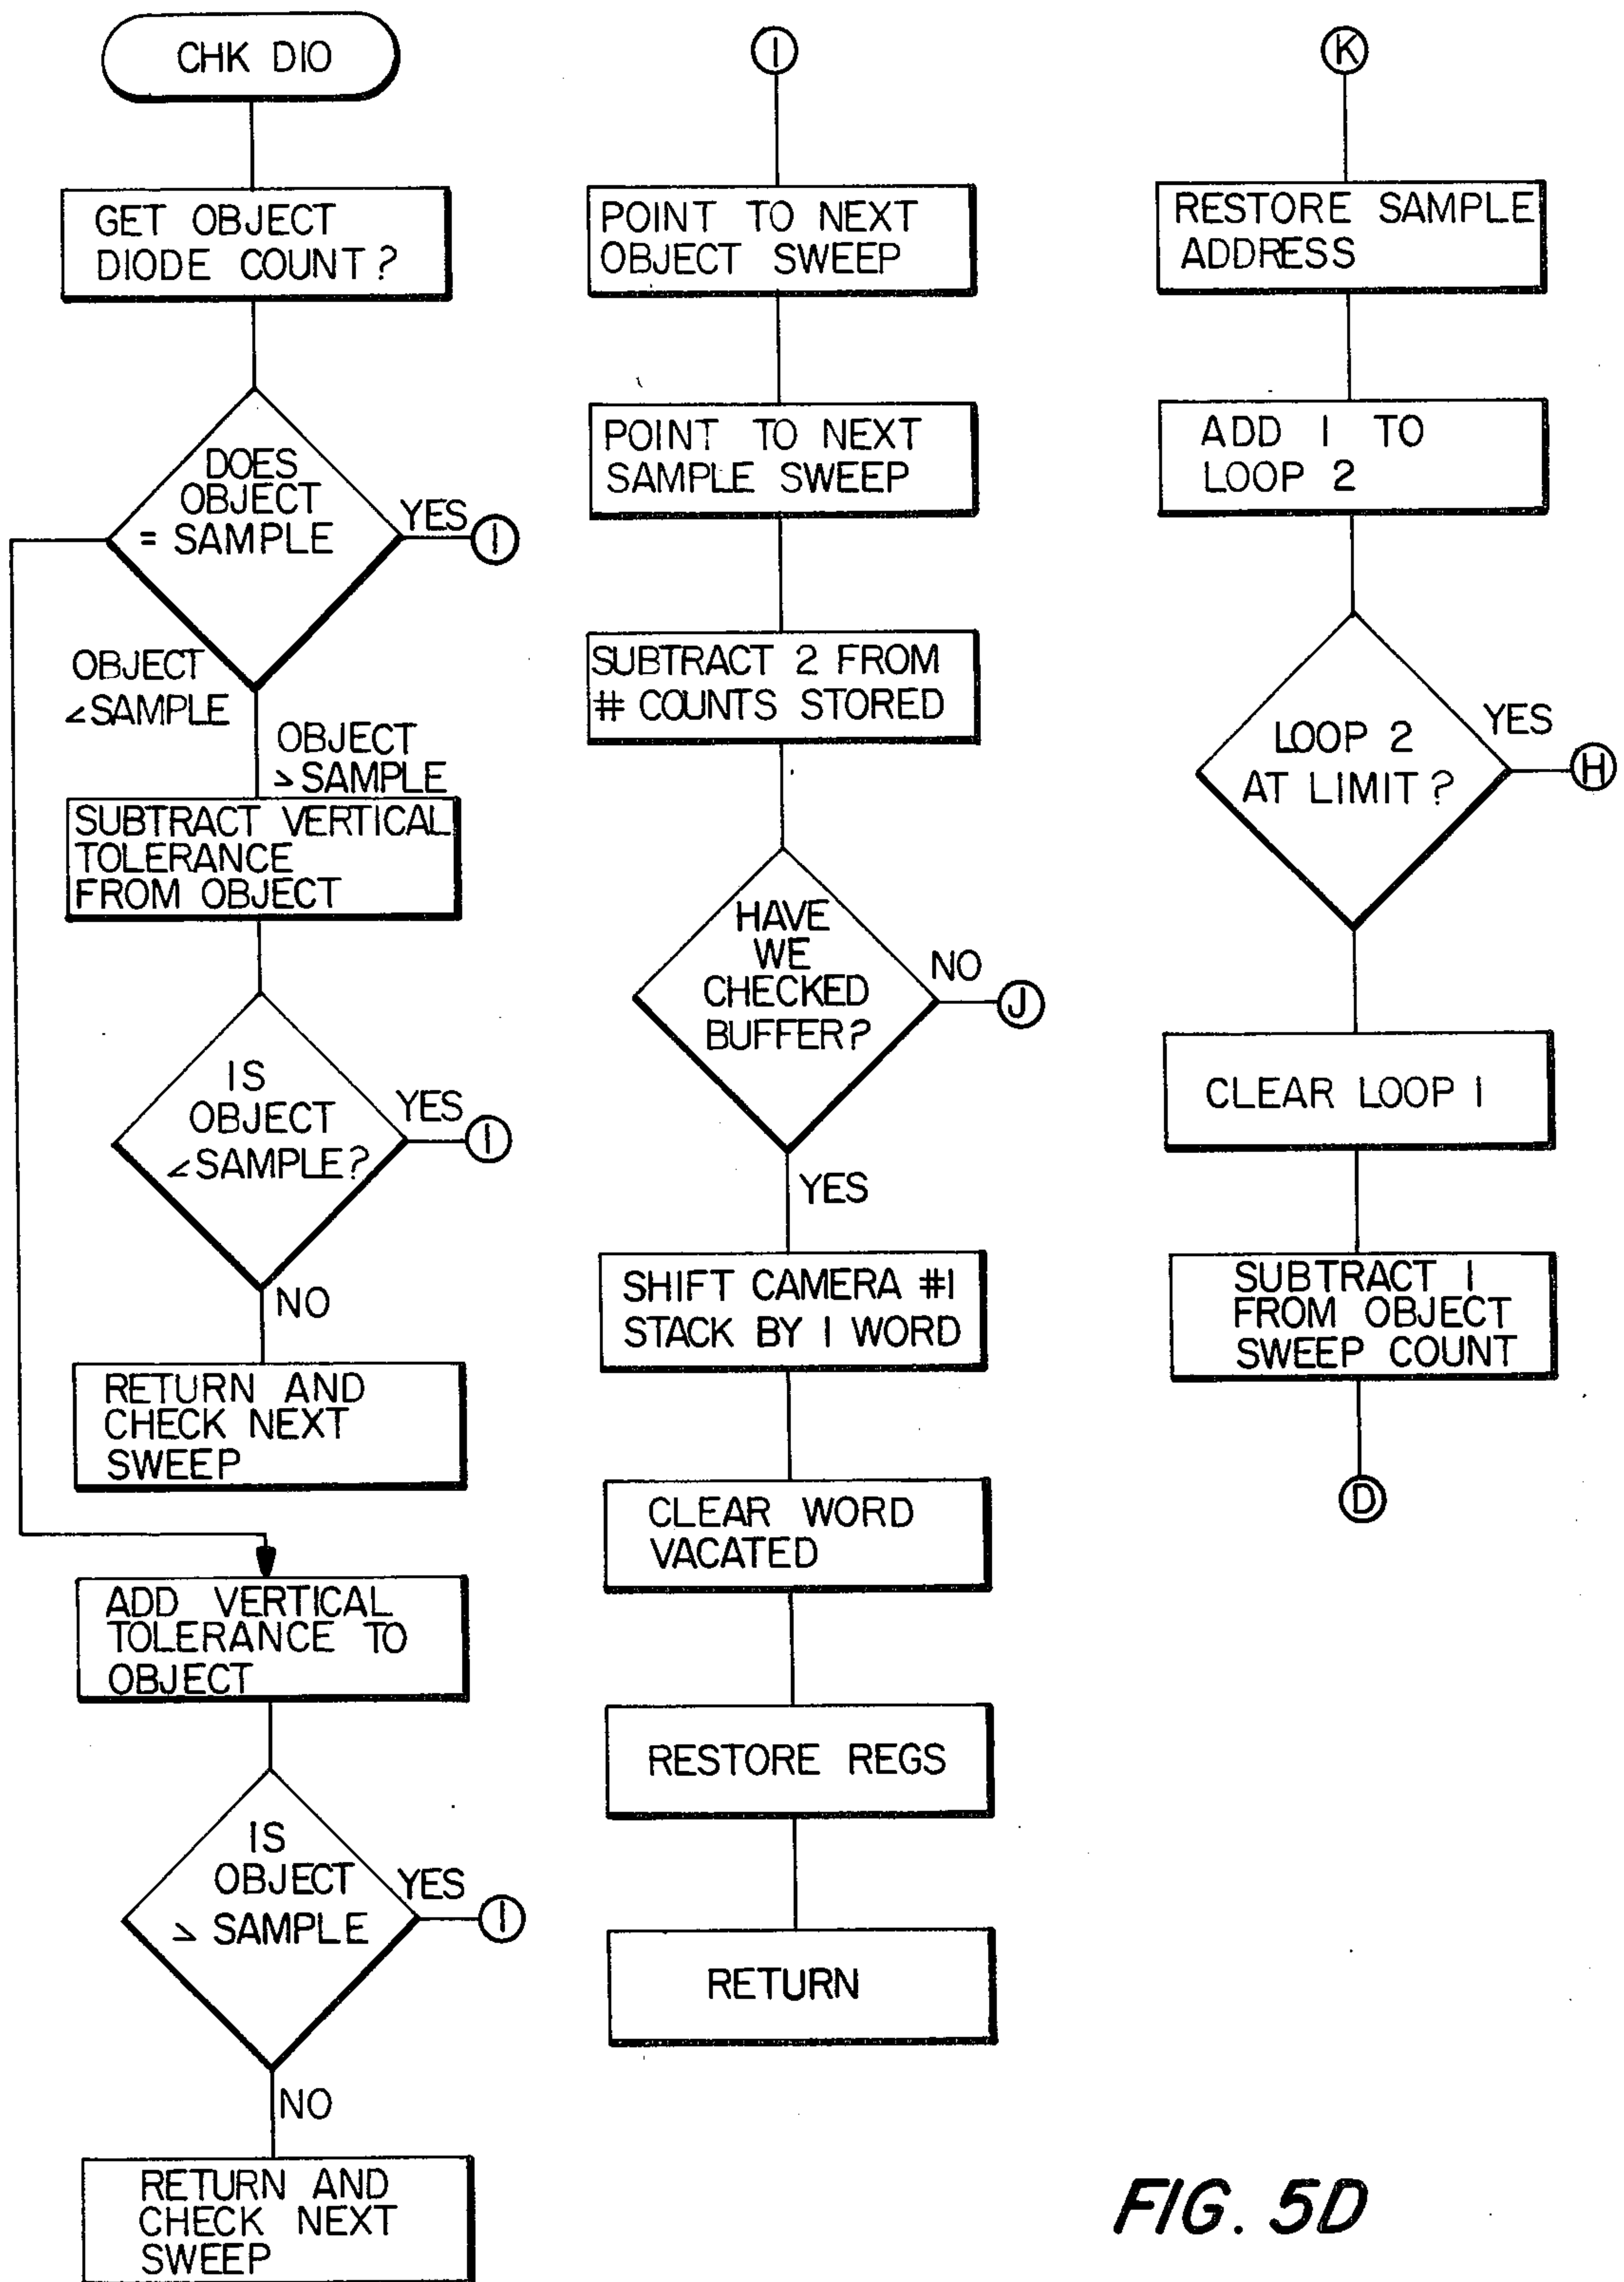 CHK DIO
GET OBJECT
DIODE COUNT?
DOES
OBJECT
= SAMPLE
YES
I
OBJECT
<SAMPLE
OBJECT
>SAMPLE
SUBTRACT VERTICAL
TOLERANCE
FROM OBJECT
IS
OBJECT
<SAMPLE?
YES
I
NO
RETURN AND
CHECK NEXT
SWEEP
ADD VERTICAL
TOLERANCE TO
OBJECT
IS
OBJECT
> SAMPLE
YES
I
NO
RETURN AND
CHECK NEXT
SWEEP
I
POINT TO NEXT
OBJECT SWEEP
POINT TO NEXT
SAMPLE SWEEP
SUBTRACT 2 FROM
# COUNTS STORED
HAVE
WE
CHECKED
BUFFER?
NO
J
YES
SHIFT CAMERA #1
STACK BY 1 WORD
CLEAR WORD
VACATED
RESTORE REGS
RETURN
K
RESTORE SAMPLE
ADDRESS
ADD 1 TO
LOOP 2
LOOP 2
AT LIMIT?
YES
H
CLEAR LOOP 1
SUBTRACT 1
FROM OBJECT
SWEEP COUNT
D
FIG. 5D